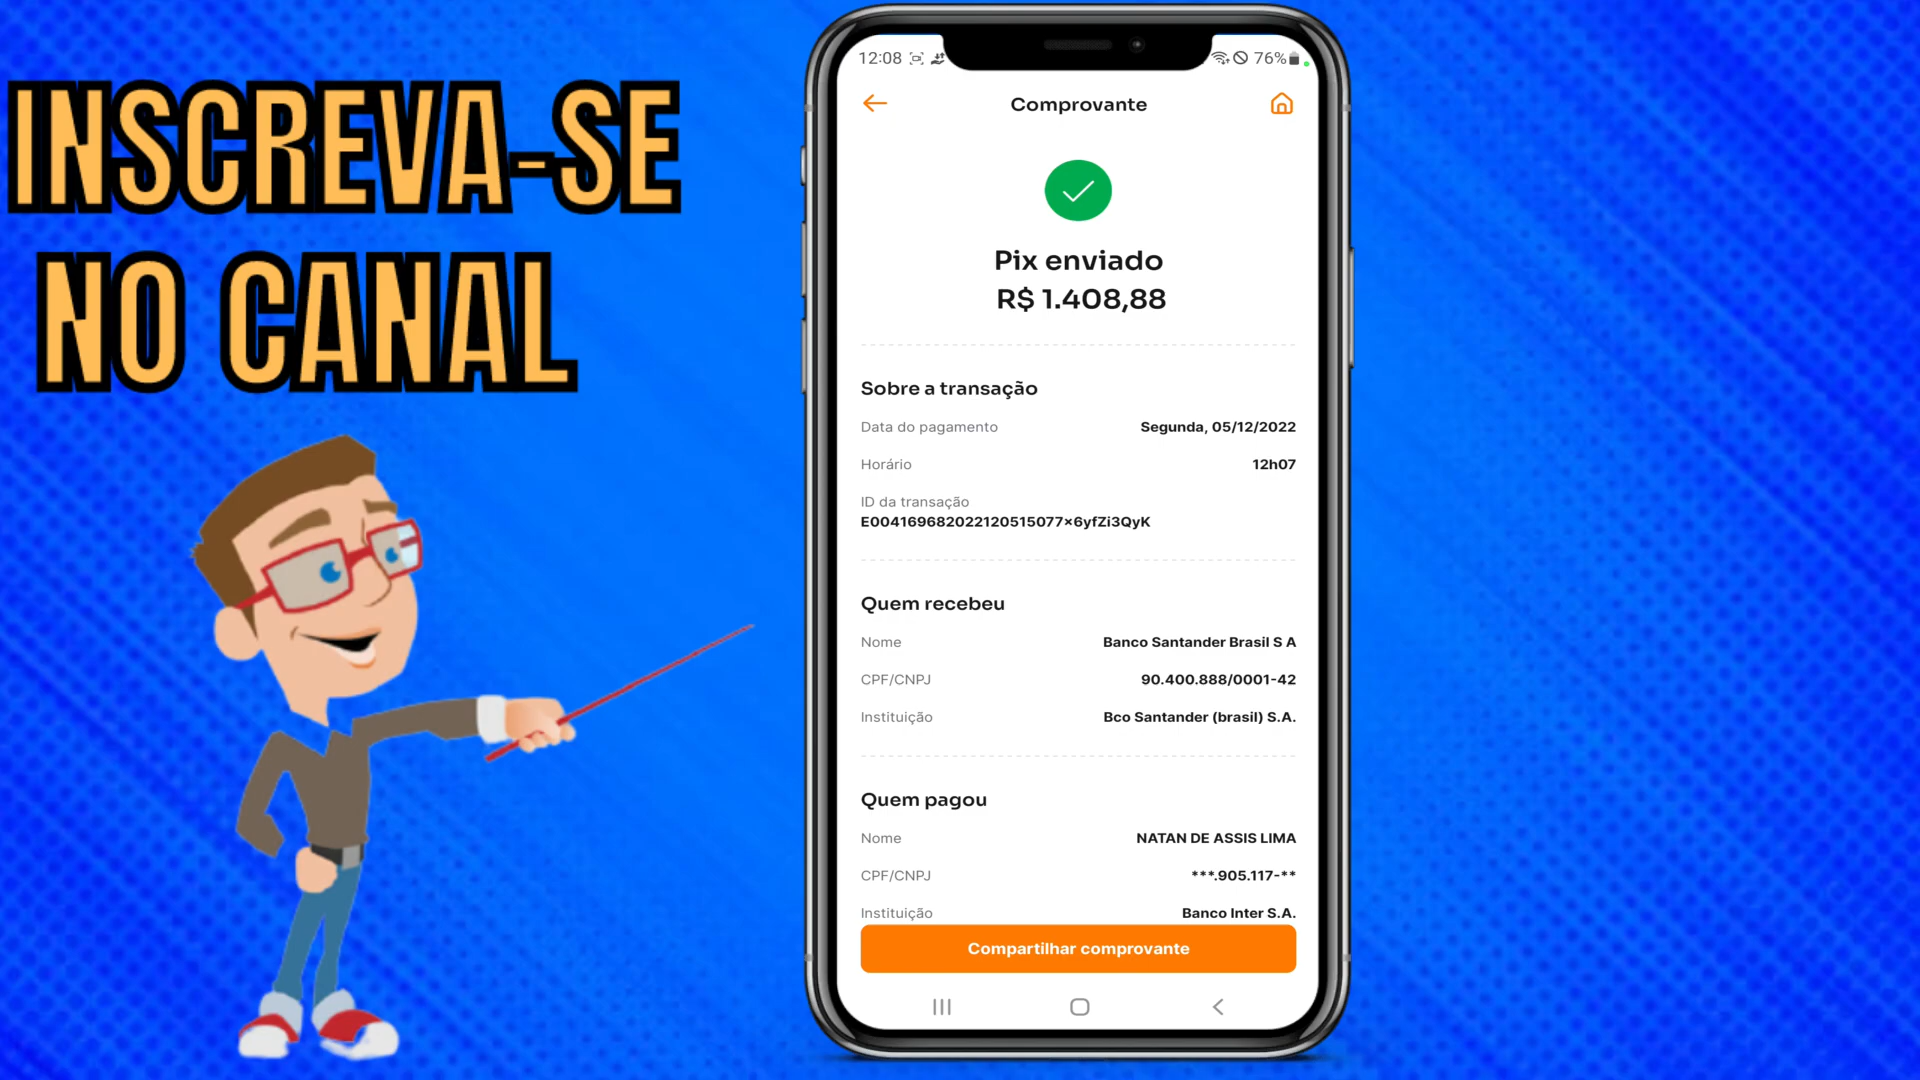 INSCREVA-SE
NO CANAL
12:08
76%
Comprovante
Pix enviado
R$ 1.408,88
Sobre a transação
Data do pagamento Segunda, 05/12/2022
Horário 12h07
ID da transação
E00416968202212051507​7×6yfZi3QyK
Quem recebeu
Nome Banco Santander Brasil S A
CPF/CNPJ 90.400.888/0001-42
Instituição Bco Santander (brasil) S.A.
Quem pagou
Nome NATAN DE ASSIS LIMA
CPF/CNPJ ***.905.117-**
Instituição Banco Inter S.A.
Compartilhar comprovante